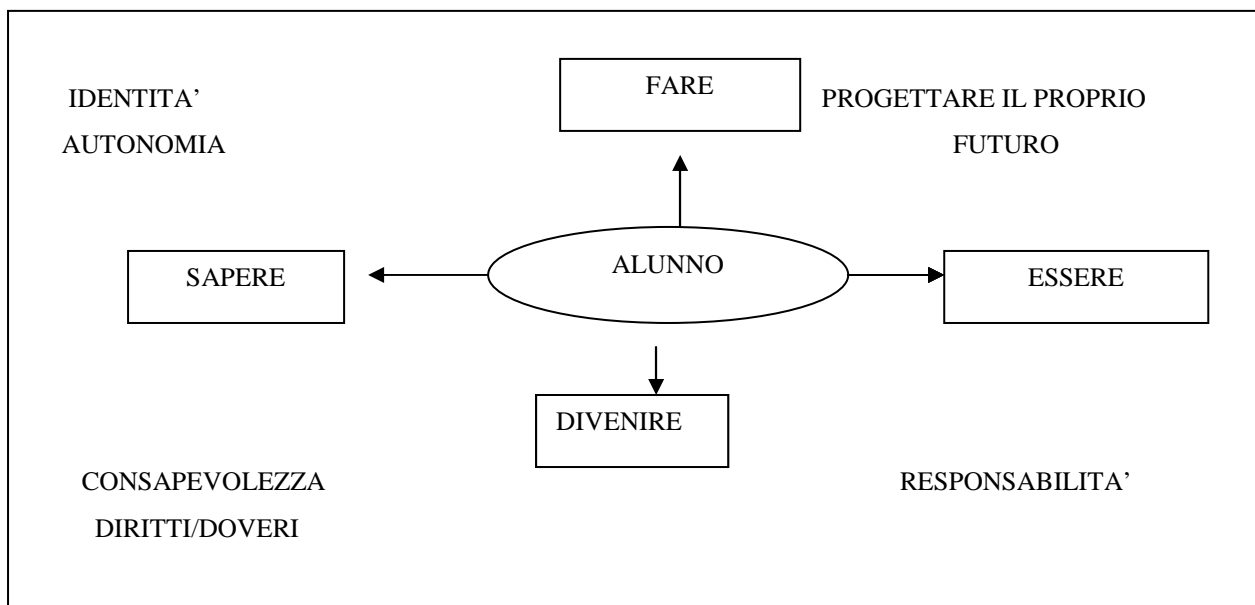 FARE
IDENTITA’
PROGETTARE IL PROPRIO
AUTONOMIA
FUTURO
ALUNNO
SAPERE
ESSERE
DIVENIRE
CONSAPEVOLEZZA
RESPONSABILITA’
DIRITTI/DOVERI